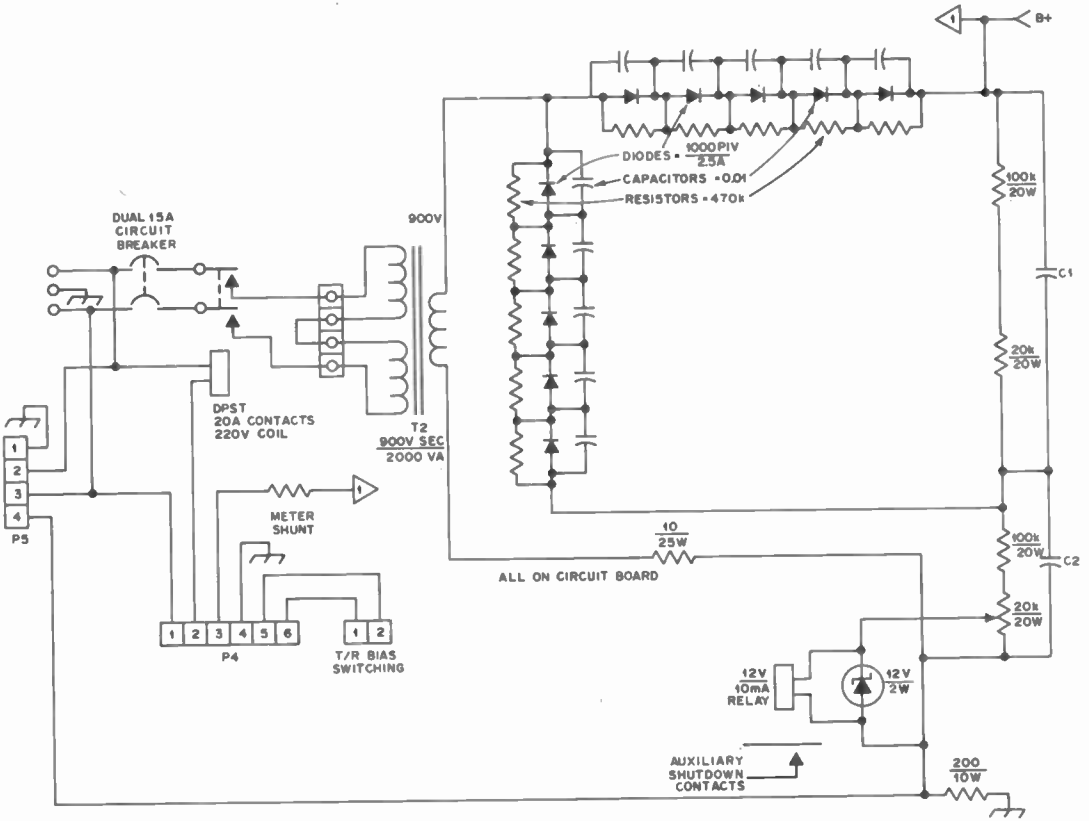 1
B+
DIODES = 1000PIV
2.5A
CAPACITORS = 0.01
RESISTORS = 470k
100k
20W
900V
DUAL 15A
CIRCUIT
BREAKER
C1
20k
20W
DPST
20A CONTACTS
220V COIL
T2
900V SEC
2000 VA
1
2
3
4
P5
1
METER
SHUNT
10
25W
ALL ON CIRCUIT BOARD
100k
20W
C2
20k
20W
1 2 3 4 5 6
P4
1 2
T/R BIAS
SWITCHING
12V
10mA
RELAY
12V
2W
AUXILIARY
SHUTDOWN
CONTACTS
200
10W